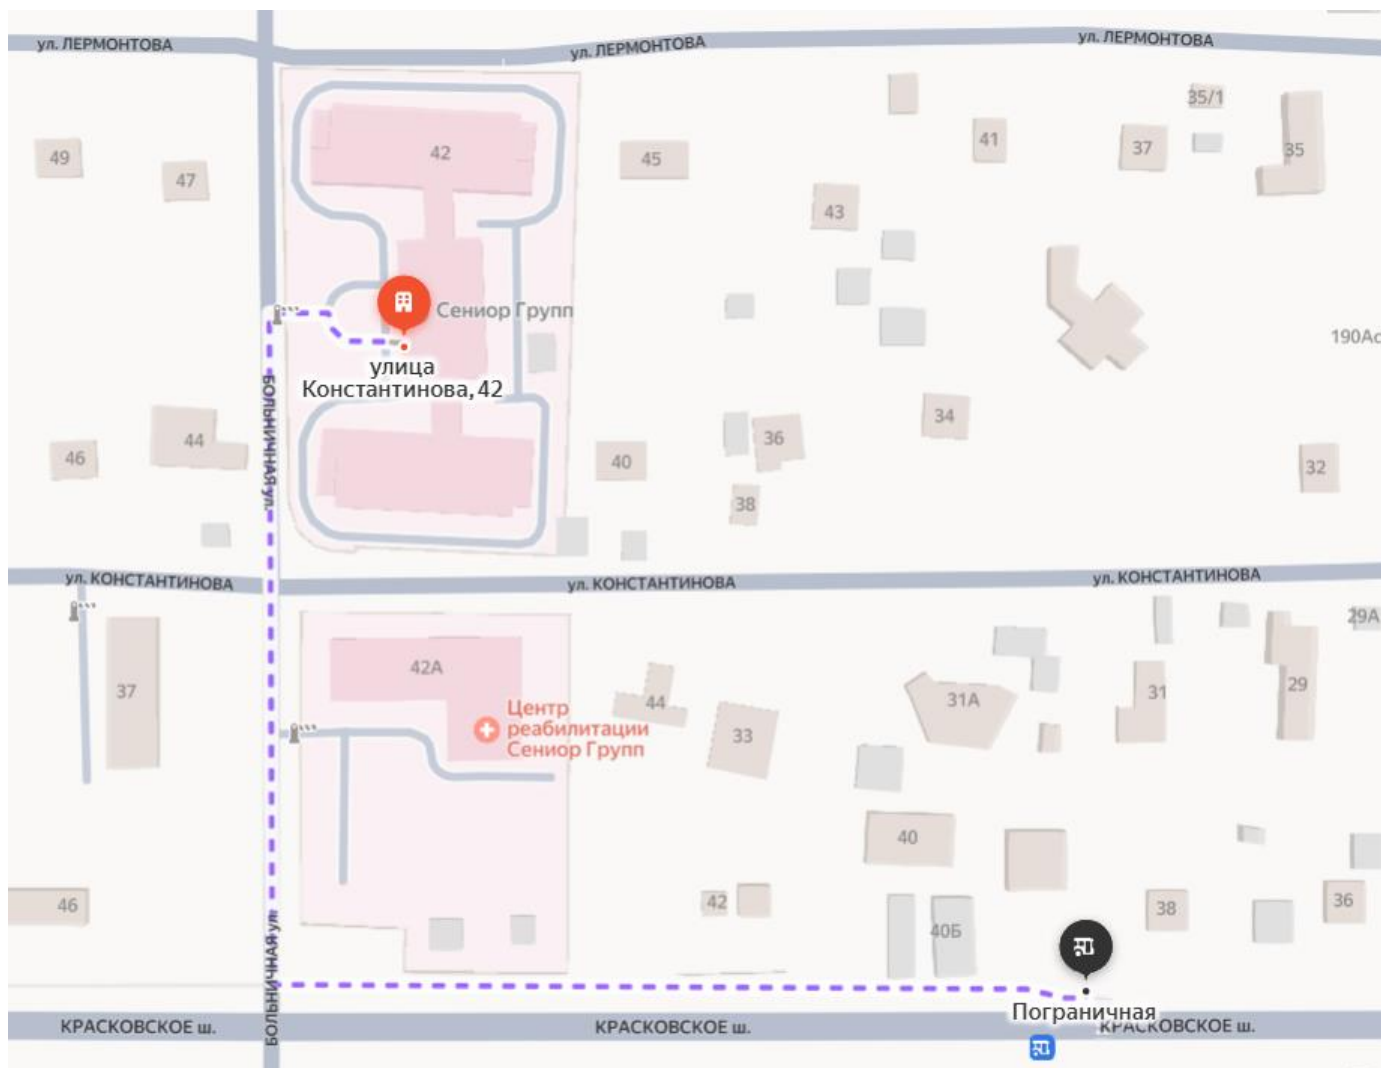 ул. ЛЕРМОНТОВА
ул. ЛЕРМОНТОВА
ул. ЛЕРМОНТОВА
35/1
49
47
42
45
41
37
35
43
Сениор Групп
190Ас
улица
Константинова, 42
БОЛЬНИЧНАЯ ул.
46
44
40
36
34
38
32
ул. КОНСТАНТИНОВА
ул. КОНСТАНТИНОВА
ул. КОНСТАНТИНОВА
29А
37
42А
44
31А
31
29
33
Центр
реабилитации
Сениор Групп
40
46
42
40Б
38
36
БОЛЬНИЧНАЯ ул.
Пограничная
КРАСКОВСКОЕ ш.
КРАСКОВСКОЕ ш.
КРАСКОВСКОЕ ш.